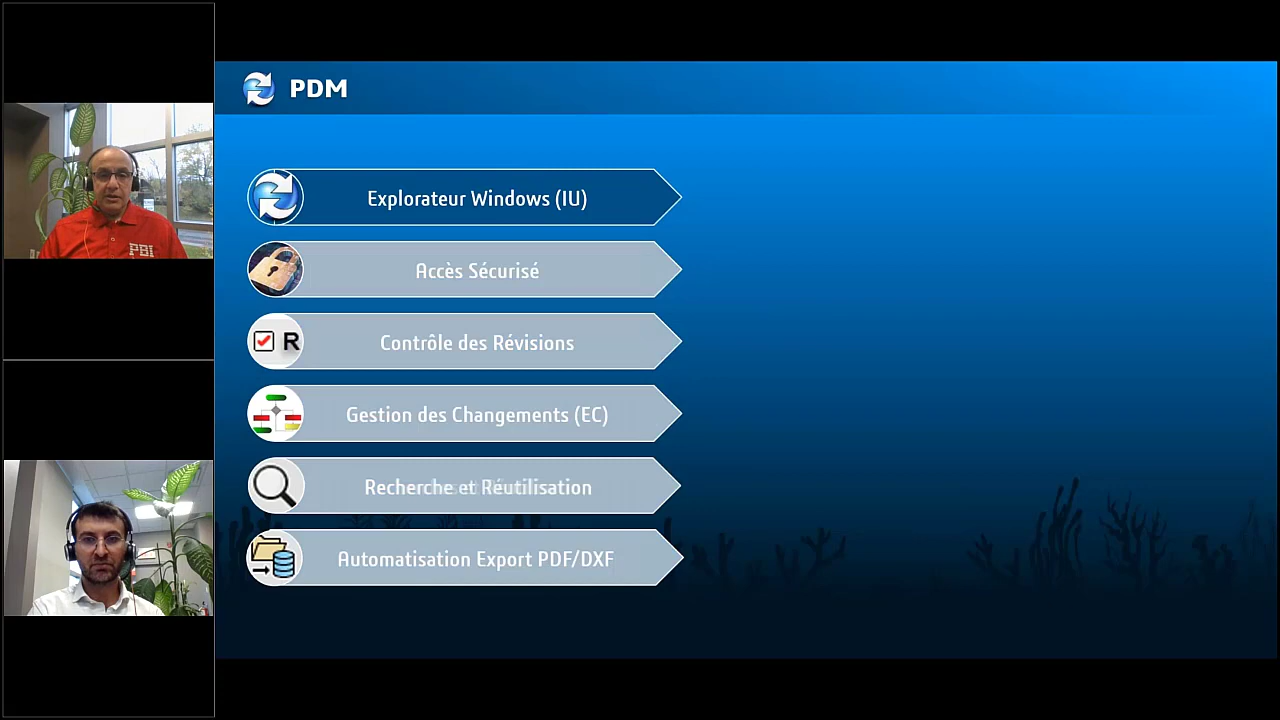 PDM
Explorateur Windows (IU)
Accès Sécurisé
R
Contrôle des Révisions
Gestion des Changements (EC)
Recherche et Réutilisation
Automatisation Export PDF/DXF
PBI